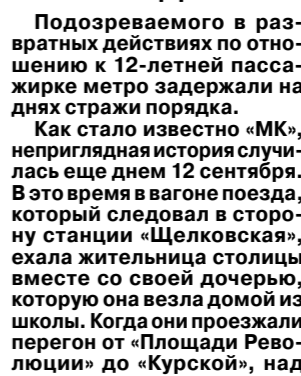 Подозреваемого в раз-
вратных действиях по отно-
шению к 12-летней пасса-
жирке метро задержали на
днях стражи порядка.
Как стало известно «МК»,
неприглядная история случи-
лась еще днем 12 сентября.
В это время в вагоне поезда,
который следовал в сторо-
ну станции «Щелковская»,
ехала жительница столицы
вместе со своей дочерью,
которую она везла домой из
школы. Когда они проезжали
перегон от «Площади Рево-
люции» до «Курской», над